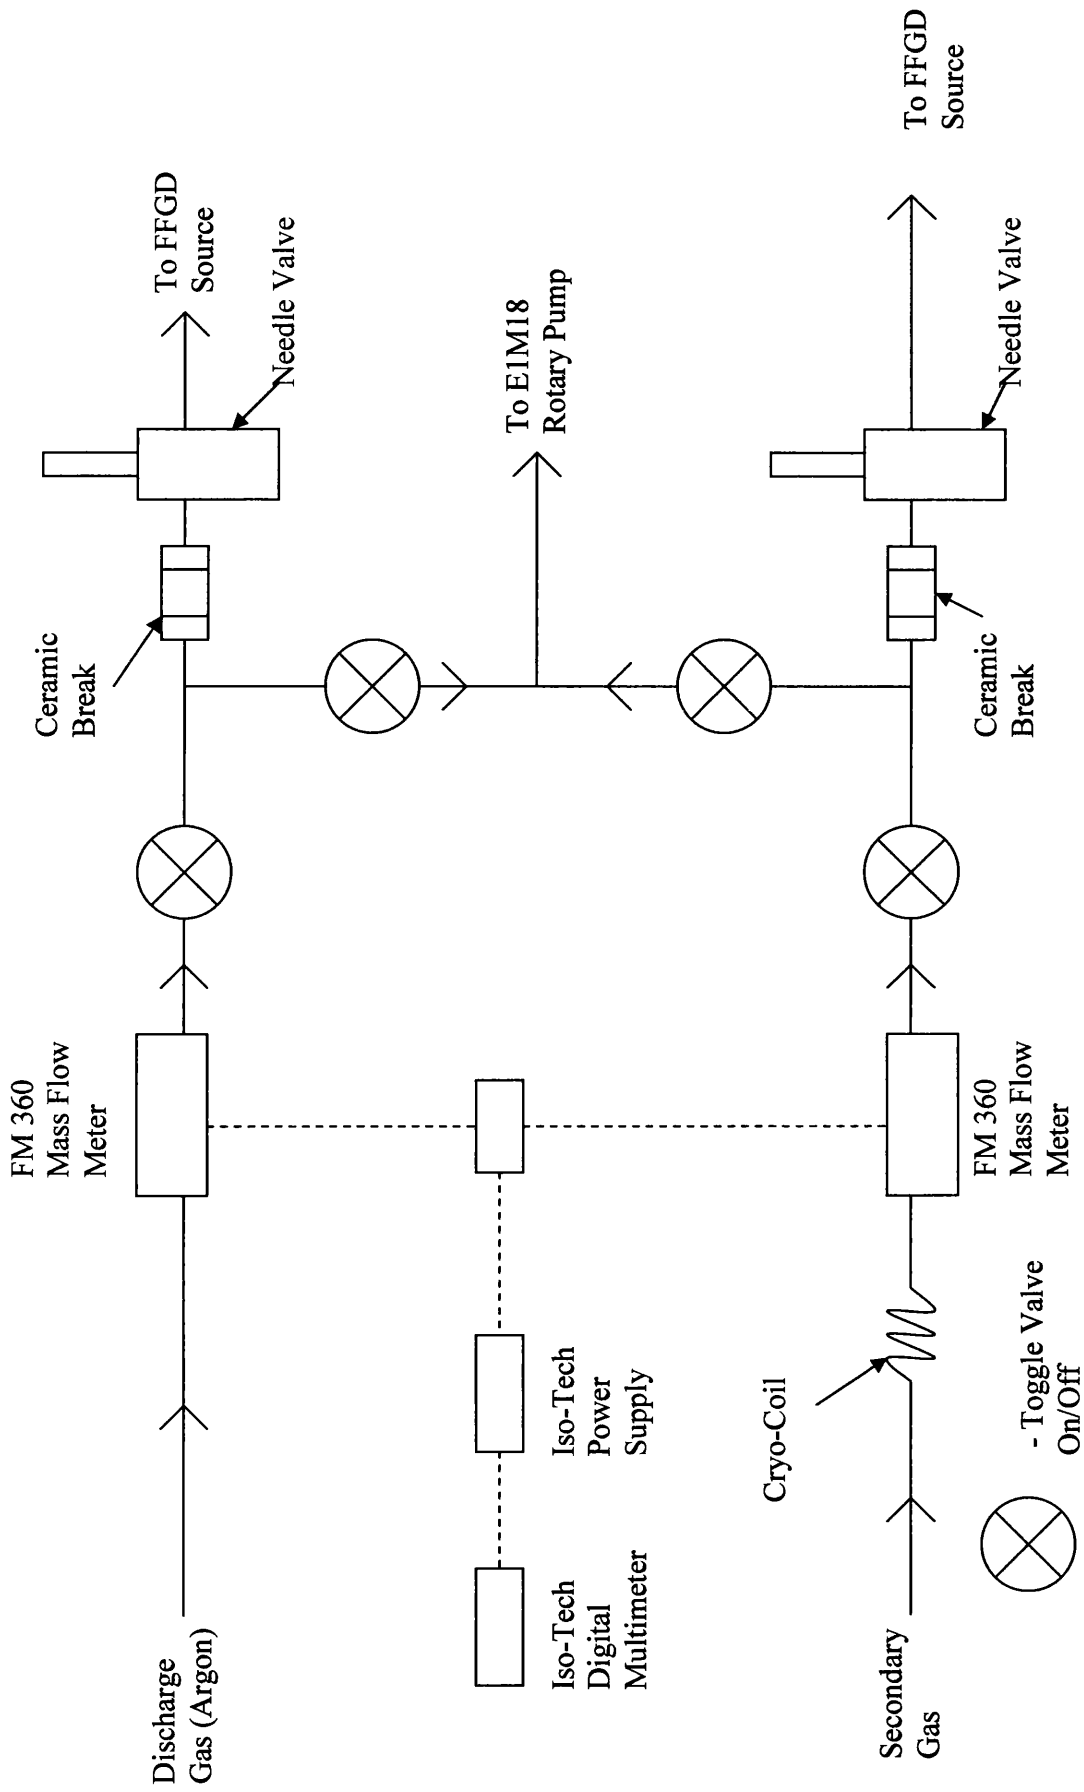 FM 360
Mass Flow
Meter
Ceramic
Break
To FFGD
Source
Needle Valve
Discharge
Gas (Argon)
To E1M18
Rotary Pump
Iso-Tech
Digital
Multimeter
Iso-Tech
Power
Supply
Cryo-Coil
Secondary
Gas
FM 360
Mass Flow
Meter
Ceramic
Break
Needle Valve
To FFGD
Source
- Toggle Valve
On/Off